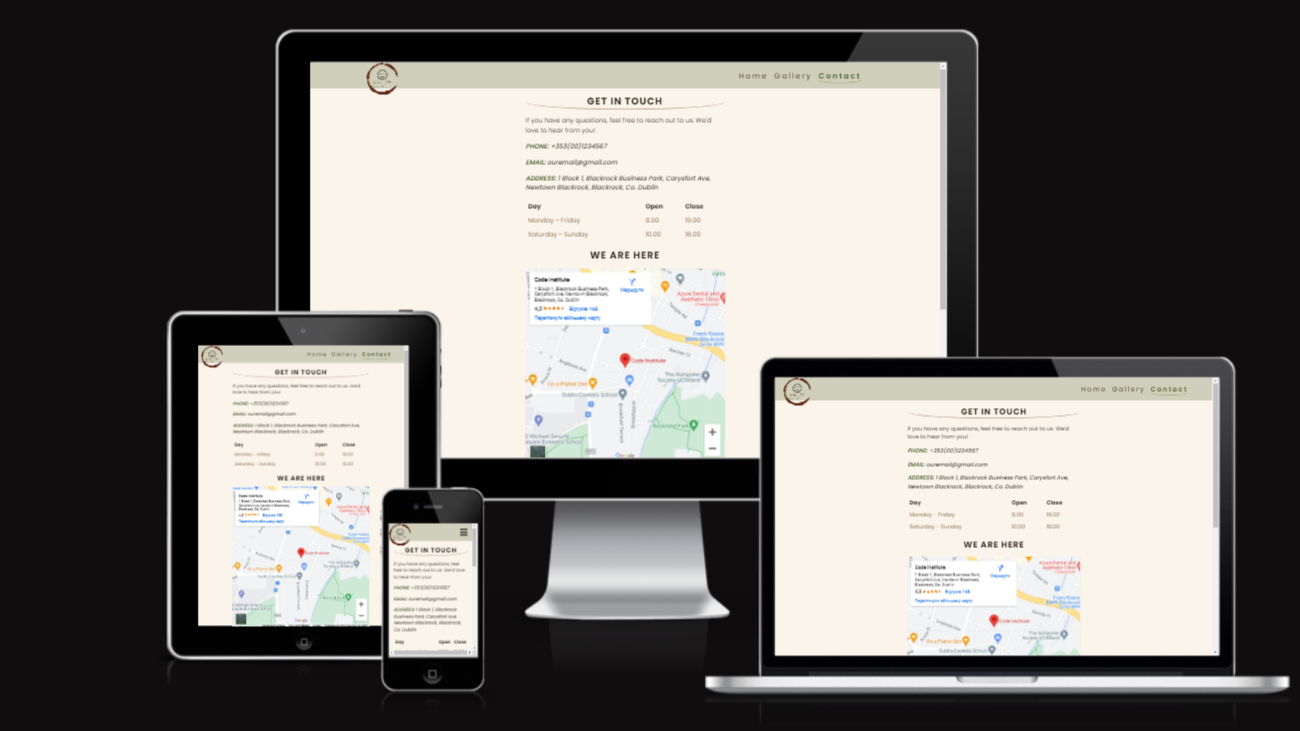 Home Gallery Contact
GET IN TOUCH
If you have any questions, feel free to reach out to us. We'd
love to hear from you!
PHONE: +353(00)1234567
EMAIL: ouremail@gmail.com
ADDRESS: 1 Block 1, Blackrock Business Park, Carysfort Ave,
Newtown Blackrock, Blackrock, Co. Dublin
Day Open Close
Monday - Friday 8.00 19.00
Saturday - Sunday 10.00 18.00
WE ARE HERE
Code Institute
1 Block 1, Blackrock Business Park,
Carysfort Ave, Newtown Blackrock,
Blackrock, Co. Dublin
Маршрути
Переглянути більшу карту
Azure Dental and
Aesthetic Clinic
Code Institute
The Alzheimer
Society of Ireland
Dublin Country School
Google
Home Gallery Contact
GET IN TOUCH
If you have any questions, feel free to reach out to us. We'd
love to hear from you!
PHONE: +353(00)1234567
EMAIL: ouremail@gmail.com
ADDRESS: 1 Block 1, Blackrock Business Park, Carysfort Ave,
Newtown Blackrock, Blackrock, Co. Dublin
Day Open Close
Monday - Friday 8.00 19.00
Saturday - Sunday 10.00 18.00
WE ARE HERE
Code Institute
Code Institute
GET IN TOUCH
If you have any questions, feel free
to reach out to us. We'd love
to hear from you!
PHONE: +353(00)1234567
EMAIL: ouremail@gmail.com
ADDRESS: 1 Block 1, Blackrock
Business Park, Carysfort Ave,
Newtown Blackrock, Blackrock,
Co. Dublin
Day Open Close
Home Gallery Contact
GET IN TOUCH
If you have any questions, feel free to reach out to us. We'd
love to hear from you!
PHONE: +353(00)1234567
EMAIL: ouremail@gmail.com
ADDRESS: 1 Block 1, Blackrock Business Park, Carysfort Ave,
Newtown Blackrock, Blackrock, Co. Dublin
Day Open Close
Monday - Friday 8.00 19.00
Saturday - Sunday 10.00 18.00
WE ARE HERE
Code Institute
Code Institute